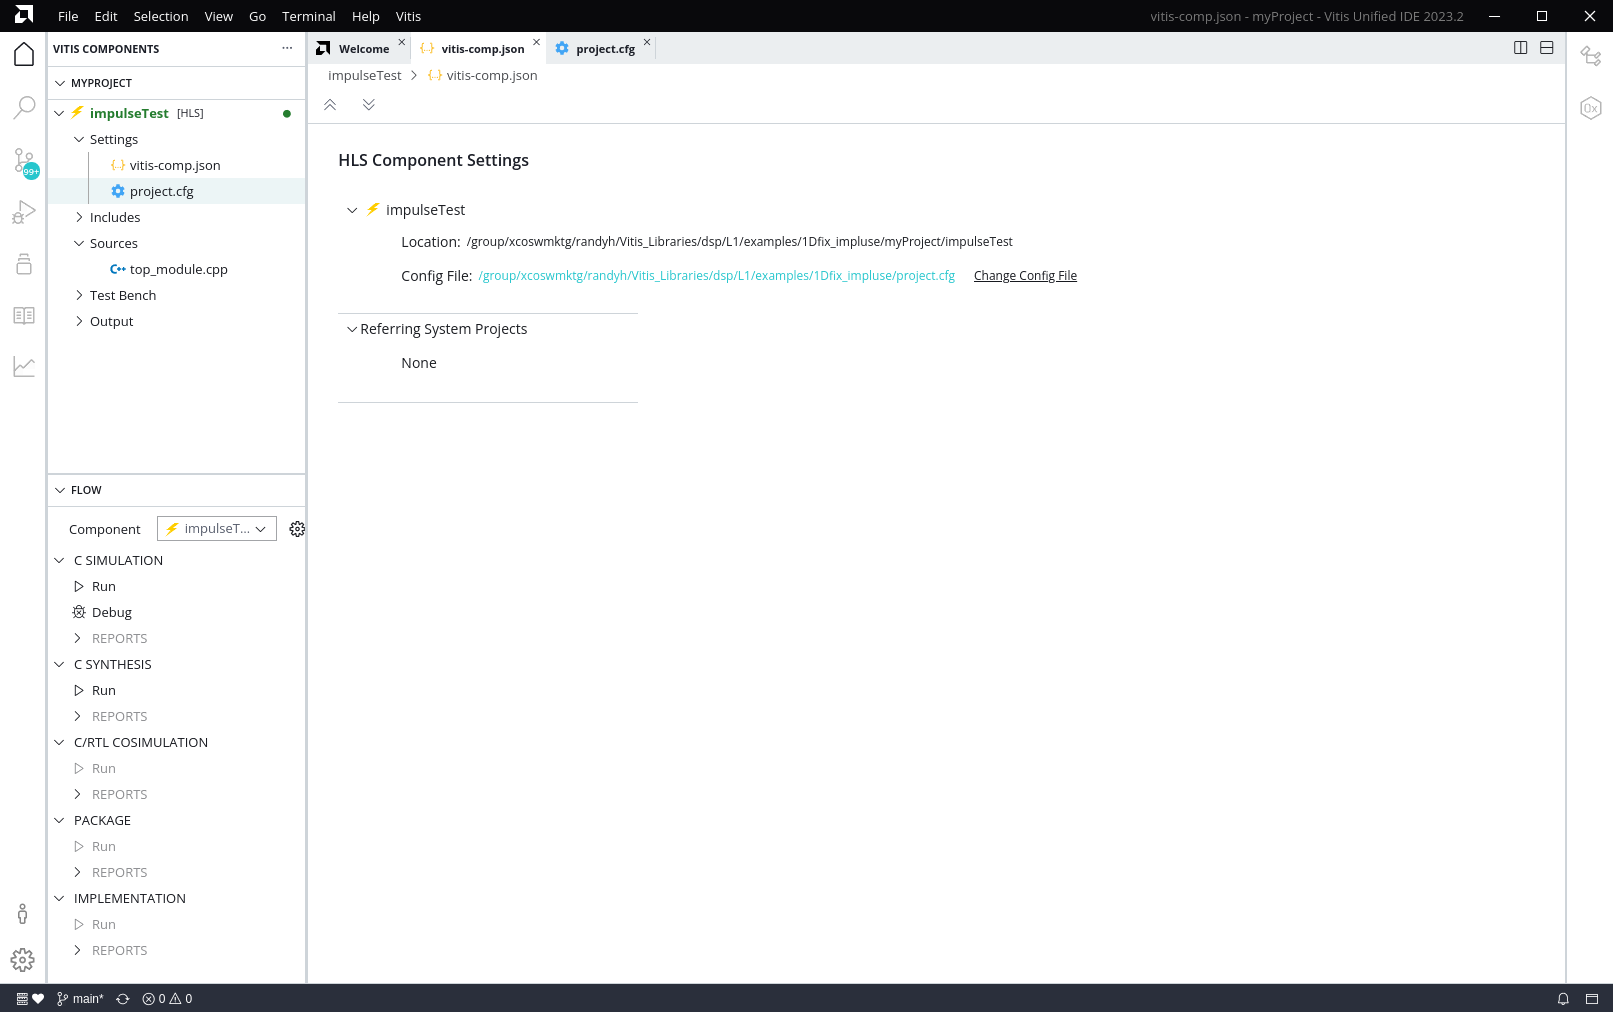 File Edit Selection View Go Terminal Help Vitis
vitis-comp.json - myProject - Vitis Unified IDE 2023.2
VITIS COMPONENTS
MYPROJECT
impulseTest [HLS]
Settings
vitis-comp.json
project.cfg
Includes
Sources
C++ top_module.cpp
Test Bench
Output
99+
FLOW
Component impulseT...
C SIMULATION
Run
Debug
REPORTS
C SYNTHESIS
Run
REPORTS
C/RTL COSIMULATION
Run
REPORTS
PACKAGE
Run
REPORTS
IMPLEMENTATION
Run
REPORTS
Welcome
vitis-comp.json
project.cfg
impulseTest > {..} vitis-comp.json
HLS Component Settings
impulseTest
Location: /group/xcoswmktg/randyh/Vitis_Libraries/dsp/L1/examples/1Dfix_impluse/myProject/impulseTest
Config File: /group/xcoswmktg/randyh/Vitis_Libraries/dsp/L1/examples/1Dfix_impluse/project.cfg Change Config File
Referring System Projects
None
0x
main* 0 0